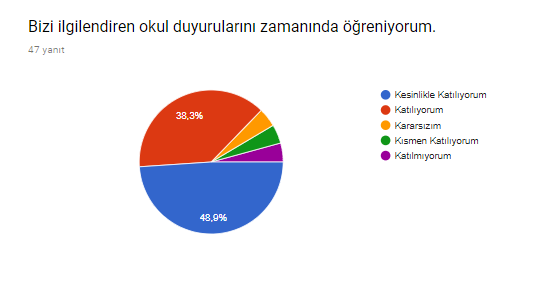 Bizi ilgilendiren okul duyurularını zamanında öğreniyorum.
47 yanıt
38,3%
48,9%
Kesinlikle Katılıyorum
Katılıyorum
Kararsızım
Kısmen Katılıyorum
Katılmıyorum